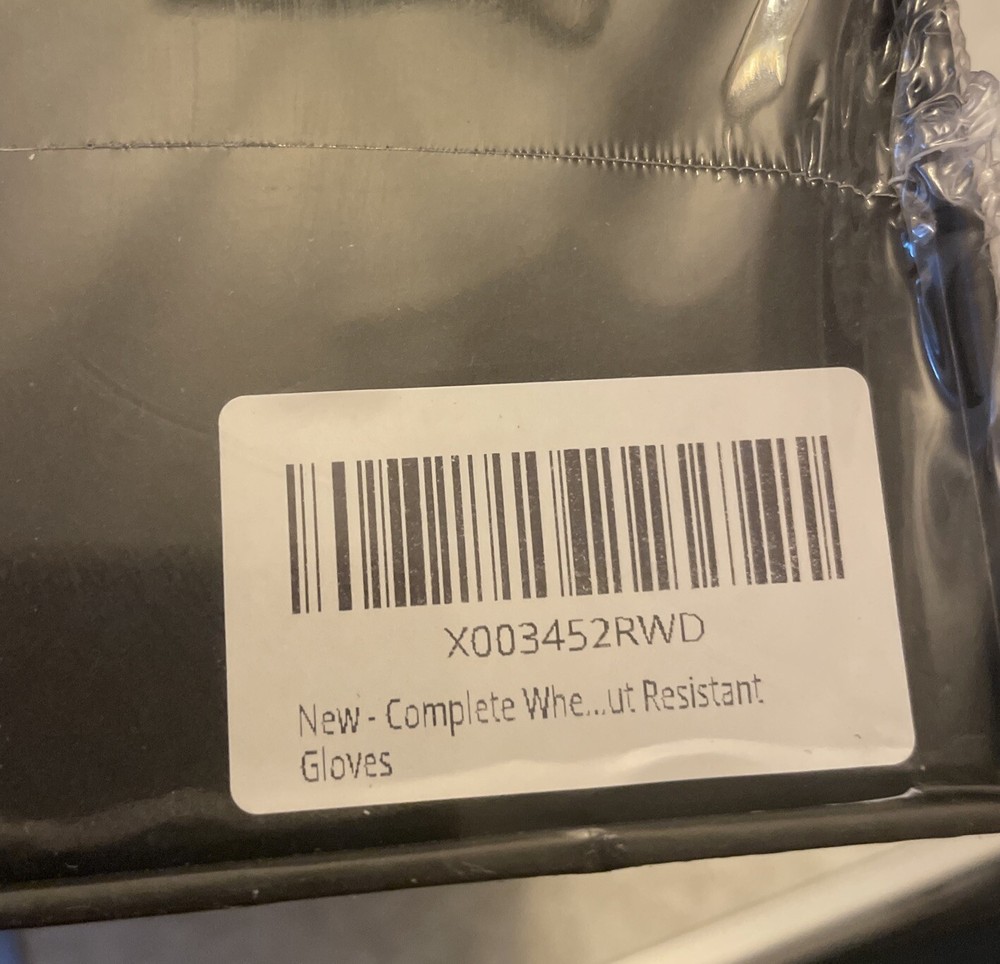 X003452RWD
New - Complete Whe...ut Resistant
Gloves